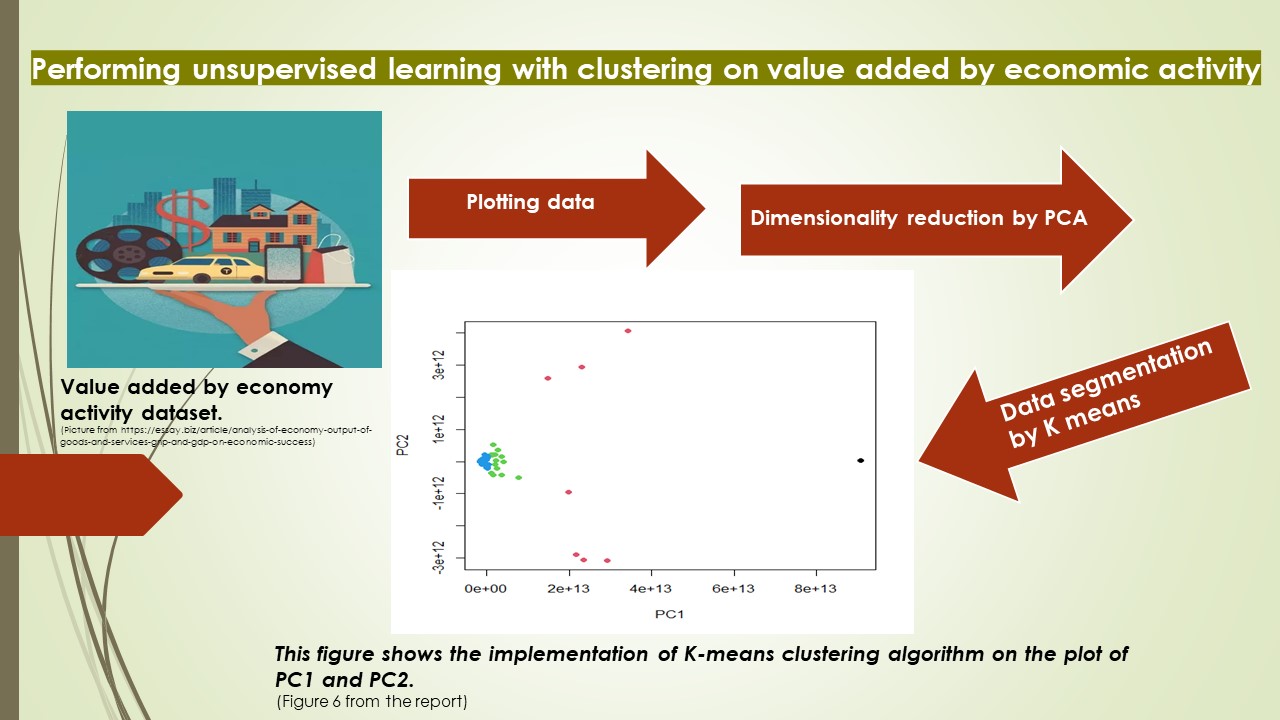 Performing unsupervised learning with clustering on value added by economic activity
Plotting data
Dimensionality reduction by PCA
Data segmentation
by K means
$
T
Value added by economy
activity dataset.
(Picture from https://essay.biz/article/analysis-of-economy-output-of-
goods-and-services-gnp-and-gdp-on-economic-success)
PC2
3e+12
1e+12
-1e+12
-3e+12
0e+00 2e+13 4e+13 6e+13 8e+13
PC1
This figure shows the implementation of K-means clustering algorithm on the plot of
PC1 and PC2.
(Figure 6 from the report)